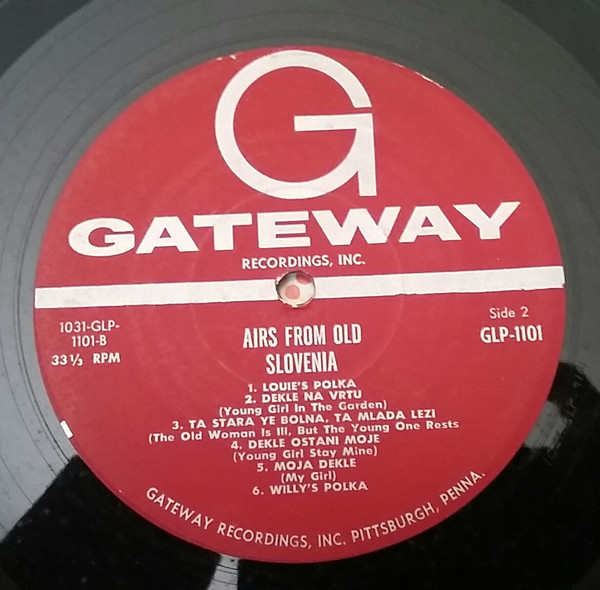 G
GATEWAY
RECORDINGS, INC.
1031-GLP-
1101-B
33⅓ RPM
Side 2
GLP-1101
AIRS FROM OLD
SLOVENIA
1. LOUIE'S POLKA
2. DEKLE NA VRTU
(Young Girl In The Garden)
3. TA STARA YE BOLNA, TA MLADA LEZI
(The Old Woman Is Ill, But The Young One Rests
4. DEKLE OSTANI MOJE
(Young Girl Stay Mine)
5. MOJA DEKLE
(My Girl)
6. WILLY'S POLKA
GATEWAY RECORDINGS, INC. PITTSBURGH, PENNA.